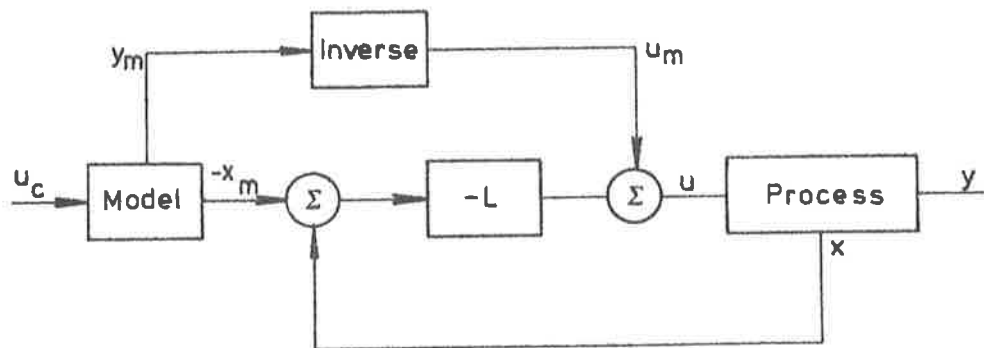 Inverse
y_m
u_m
u_c
Model
-x_m
Σ
-L
Σ
u
Process
y
x